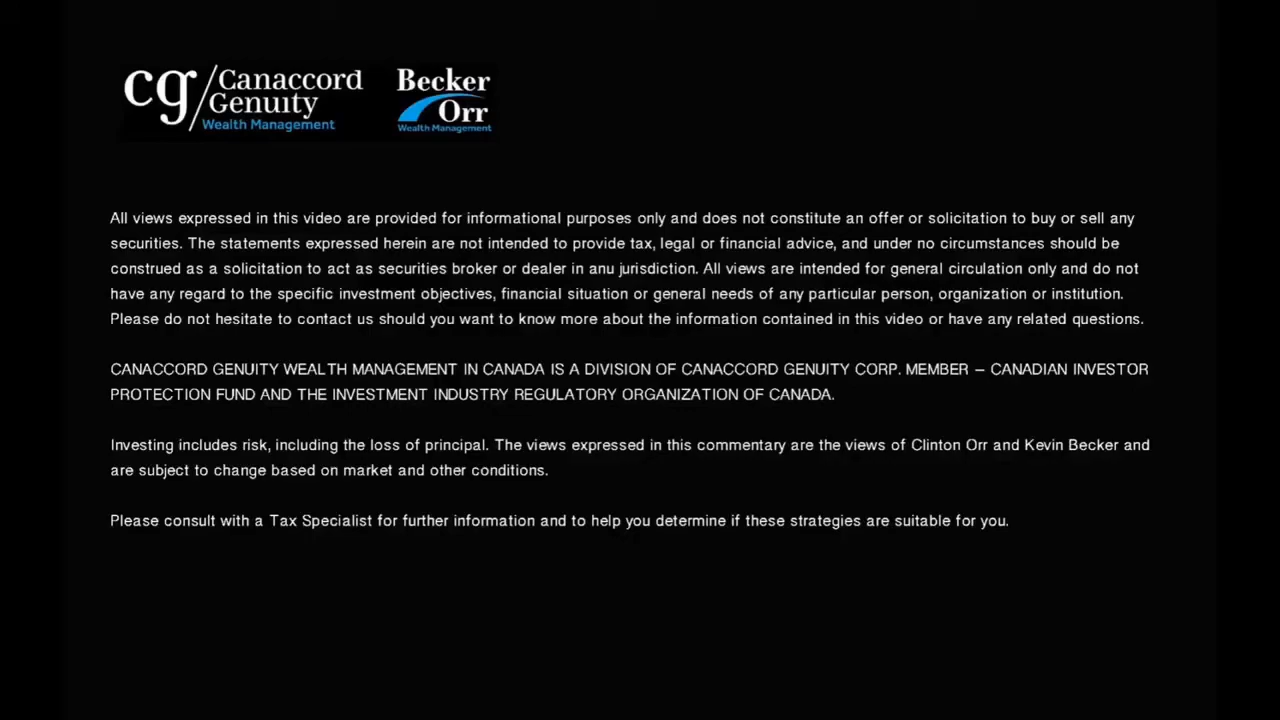 cg/Canaccord
Genuity
Wealth Management
Becker
Orr
Wealth Management
All views expressed in this video are provided for informational purposes only and does not constitute an offer or solicitation to buy or sell any
securities. The statements expressed herein are not intended to provide tax, legal or financial advice, and under no circumstances should be
construed as a solicitation to act as securities broker or dealer in anu jurisdiction. All views are intended for general circulation only and do not
have any regard to the specific investment objectives, financial situation or general needs of any particular person, organization or institution.
Please do not hesitate to contact us should you want to know more about the information contained in this video or have any related questions.
CANACCORD GENUITY WEALTH MANAGEMENT IN CANADA IS A DIVISION OF CANACCORD GENUITY CORP. MEMBER – CANADIAN INVESTOR
PROTECTION FUND AND THE INVESTMENT INDUSTRY REGULATORY ORGANIZATION OF CANADA.
Investing includes risk, including the loss of principal. The views expressed in this commentary are the views of Clinton Orr and Kevin Becker and
are subject to change based on market and other conditions.
Please consult with a Tax Specialist for further information and to help you determine if these strategies are suitable for you.